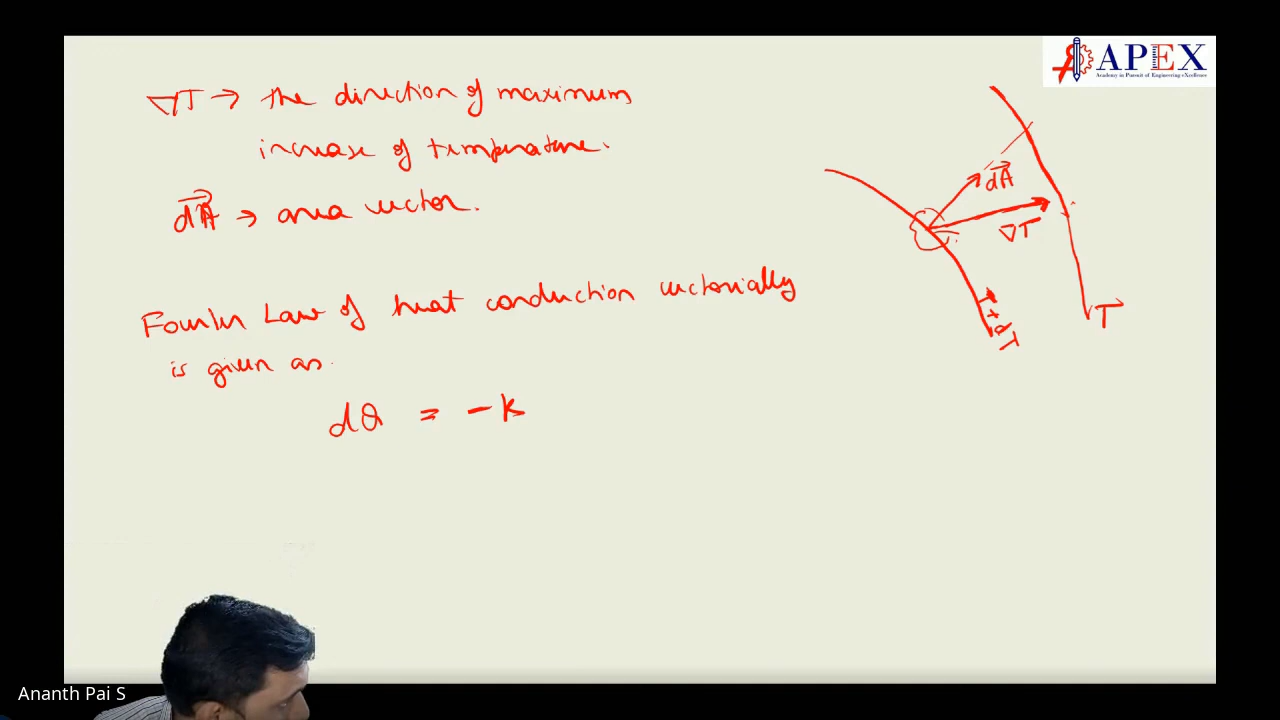 ∇T → the direction of maximum
increase of temperature.
dA⃗ → area vector.
Fourier Law of heat conduction vectorially
is given as.
dQ = -k
dA⃗
∇T
T+dT
T
APEX
Academy in Pursuit of Engineering eXcellence
Ananth Pai S